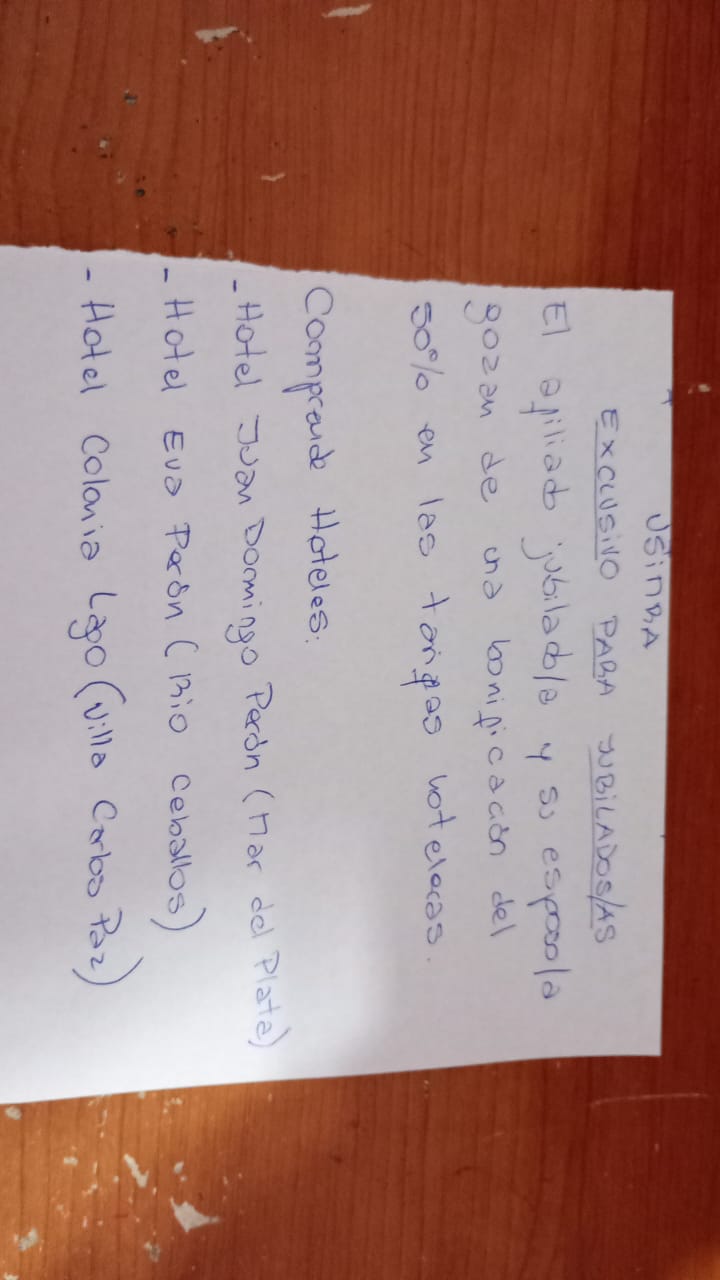 USimRA
EXCLUSIVO PARA JUBILADOS/AS
El afiliado jubilado/a y su esposo/a
gozan de una bonificación del
50% en las tarifas hoteleras.
Comprende Hoteles:
- Hotel Juan Domingo Perón (Mar del Plata)
- Hotel Eva Perón (Rio Ceballos)
- Hotel Colonia Lago (Villa Carlos Paz)